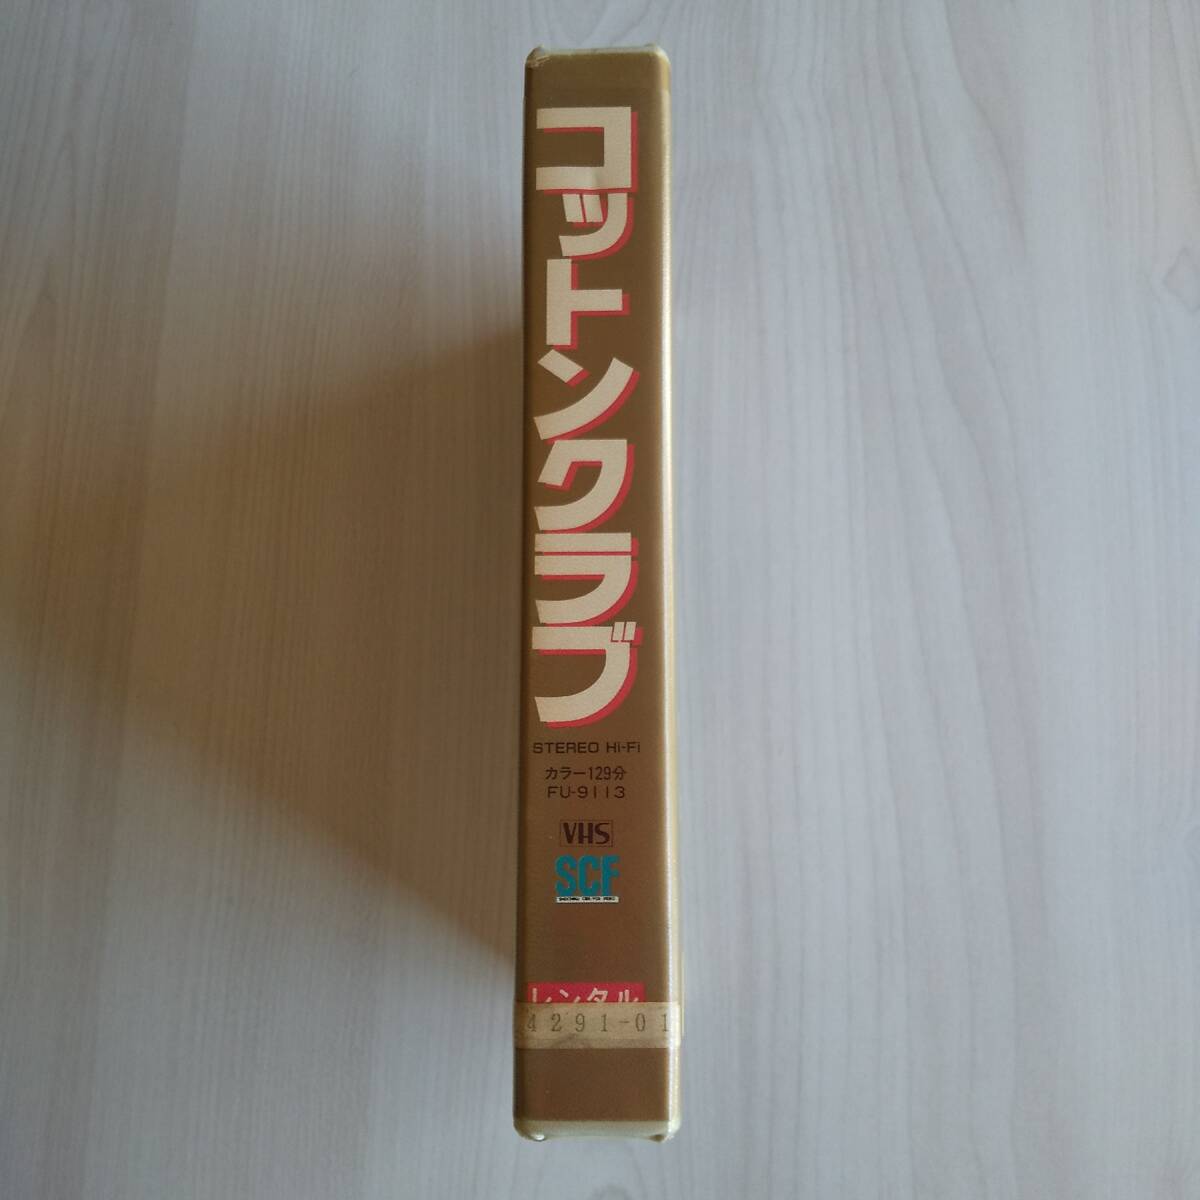 コットンクラブ
STEREO Hi-Fi
カラー129分
FU-9113
VHS
SCF
レンタル
4291-01